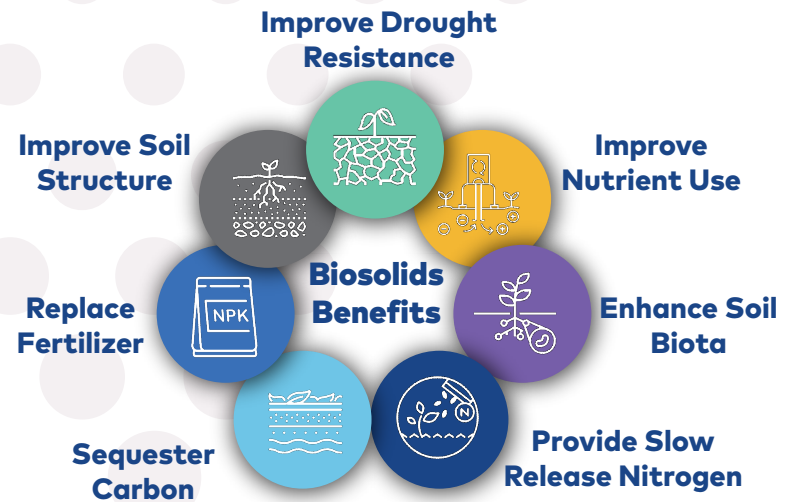 Improve Drought
Resistance
Improve Soil
Structure
Improve
Nutrient Use
Biosolids
Benefits
Replace
Fertilizer
NPK
Enhance Soil
Biota
Sequester
Carbon
N
Provide Slow
Release Nitrogen